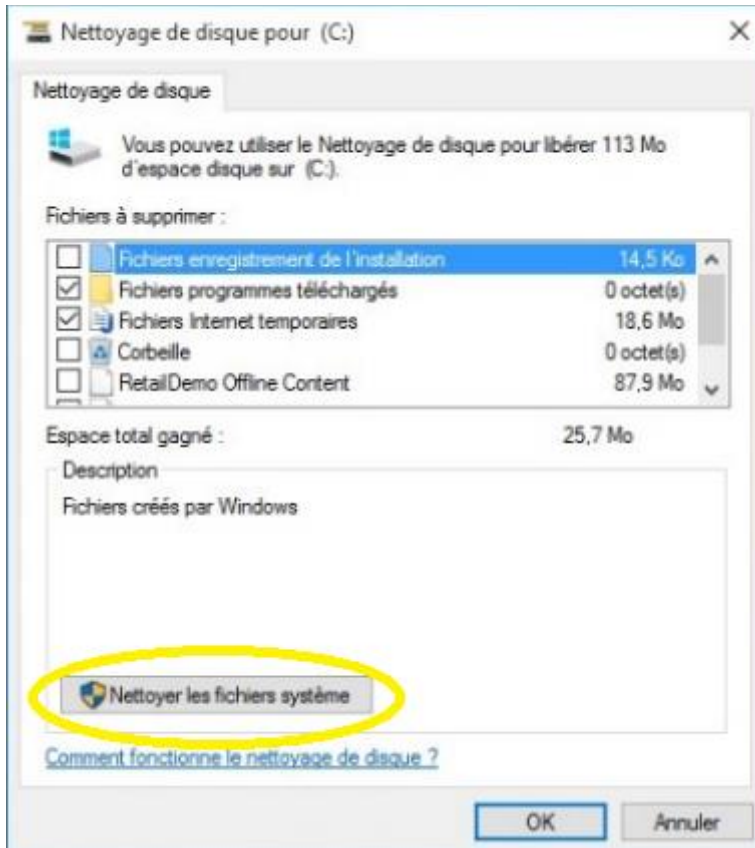 Nettoyage de disque pour (C:)
Nettoyage de disque
Vous pouvez utiliser le Nettoyage de disque pour libérer 113 Mo
d'espace disque sur (C:).
Fichiers à supprimer :
Fichiers enregistrement de l'installation 14,5 Ko
Fichiers programmes téléchargés 0 octet(s)
Fichiers Internet temporaires 18,6 Mo
Corbeille 0 octet(s)
RetailDemo Offline Content 87,9 Mo
Espace total gagné : 25,7 Mo
Description
Fichiers créés par Windows
Nettoyer les fichiers système
Comment fonctionne le nettoyage de disque ?
OK Annuler